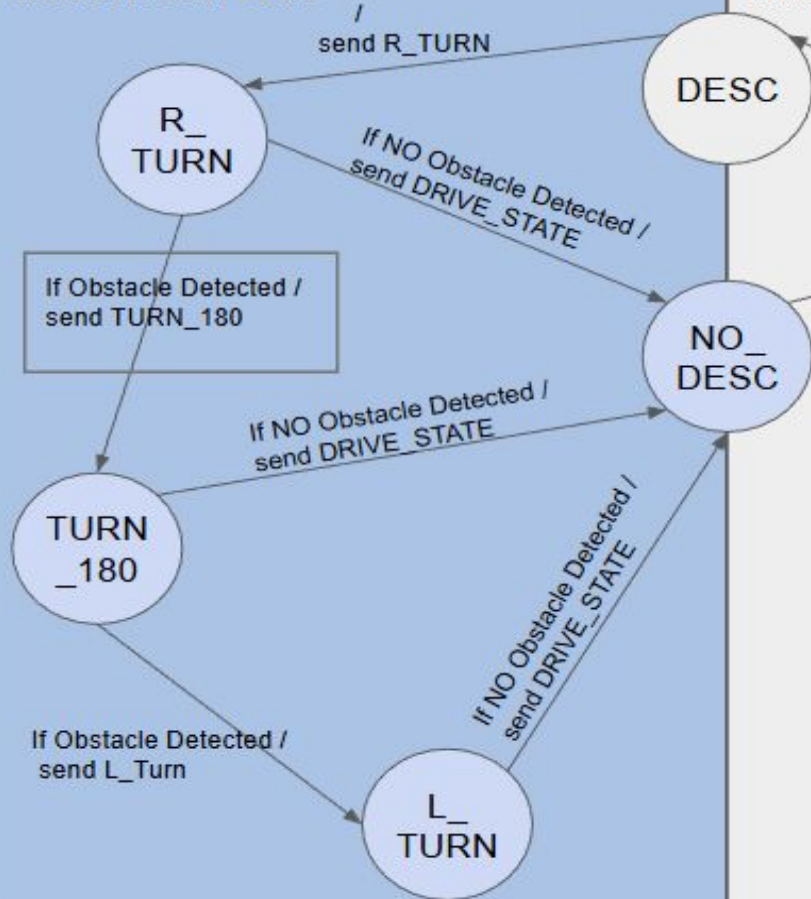 /
send R_TURN
DESC
R_
TURN
If NO Obstacle Detected /
send DRIVE_STATE
If Obstacle Detected /
send TURN_180
NO_
DESC
If NO Obstacle Detected /
send DRIVE_STATE
TURN
_180
If NO Obstacle Detected /
send DRIVE_STATE
If Obstacle Detected /
send L_Turn
L_
TURN